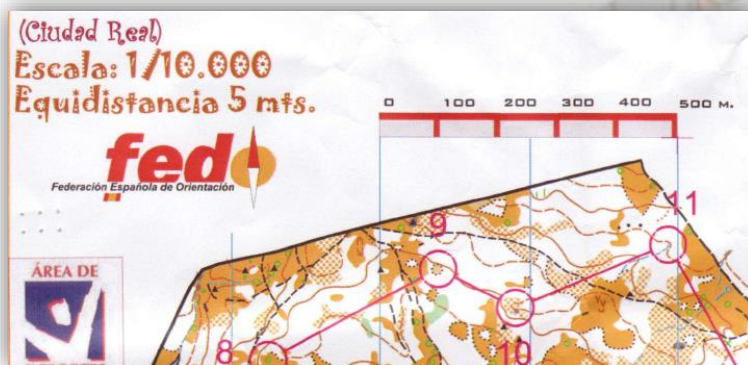 (Ciudad Real)
Escala: 1/10.000
Equidistancia 5 mts.
0 100 200 300 400 500 M.
fedo
Federación Española de Orientación
11
9
ÁREA DE
8
10